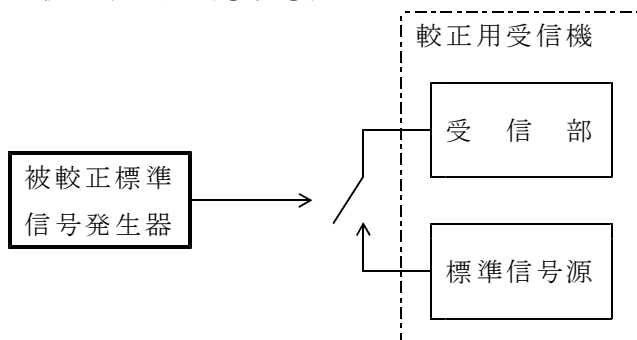 較正用受信機
受信部
被較正標準
信号発生器
標準信号源